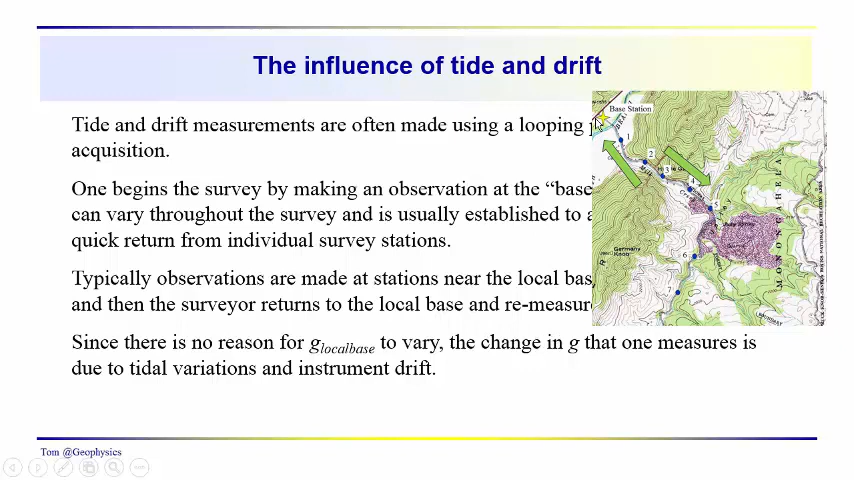 The influence of tide and drift
Tide and drift measurements are often made using a looping
acquisition.
One begins the survey by making an observation at the “base
can vary throughout the survey and is usually established to
quick return from individual survey stations.
Typically observations are made at stations near the local bas
and then the surveyor returns to the local base and re-measur
Since there is no reason for glocalbase to vary, the change in g that one measures is
due to tidal variations and instrument drift.
Base Station
1
2
3
5
6
7
Germany
Knob
MONONGAHELA
Tom @Geophysics